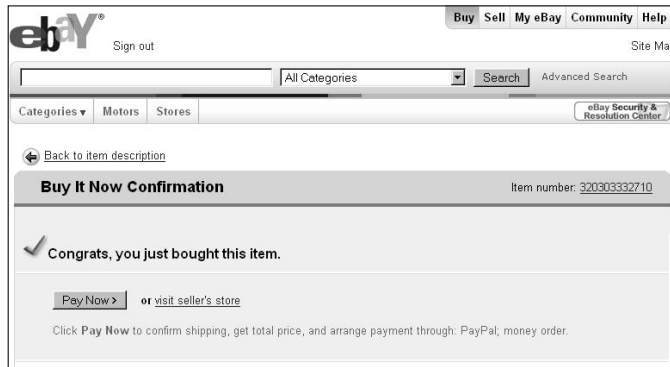 ebaY®
Buy Sell My eBay Community Help
Sign out
Site Ma
All Categories Search Advanced Search
Categories Motors Stores
eBay Security &
Resolution Center
Back to item description
Buy It Now Confirmation Item number: 320303332710
Congrats, you just bought this item.
Pay Now > or visit seller's store
Click Pay Now to confirm shipping, get total price, and arrange payment through: PayPal; money order.